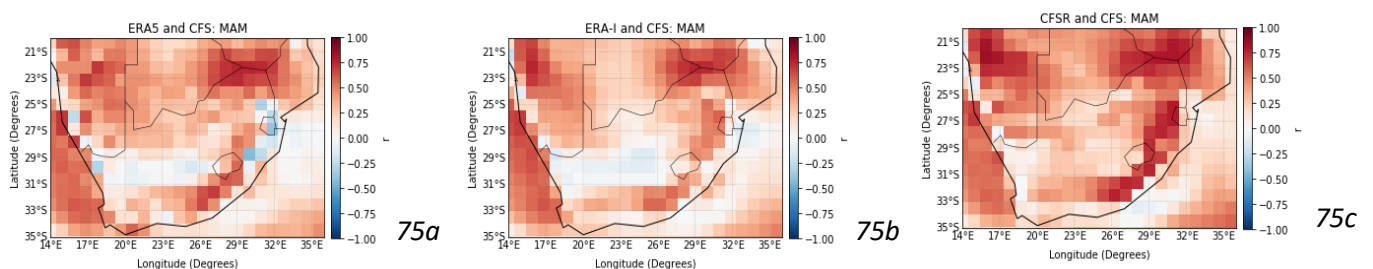 ERA5 and CFS: MAM
21°S
23°S
25°S
27°S
29°S
31°S
33°S
35°S
Latitude (Degrees)
14°E 17°E 20°E 23°E 26°E 29°E 32°E 35°E
Longitude (Degrees)
1.00
0.75
0.50
0.25
0.00
−0.25
−0.50
−0.75
−1.00
r
75a
ERA-I and CFS: MAM
21°S
23°S
25°S
27°S
29°S
31°S
33°S
35°S
Latitude (Degrees)
14°E 17°E 20°E 23°E 26°E 29°E 32°E 35°E
Longitude (Degrees)
1.00
0.75
0.50
0.25
0.00
−0.25
−0.50
−0.75
−1.00
r
75b
CFSR and CFS: MAM
21°S
23°S
25°S
27°S
29°S
31°S
33°S
35°S
Latitude (Degrees)
14°E 17°E 20°E 23°E 26°E 29°E 32°E 35°E
Longitude (Degrees)
1.00
0.75
0.50
0.25
0.00
−0.25
−0.50
−0.75
−1.00
r
75c